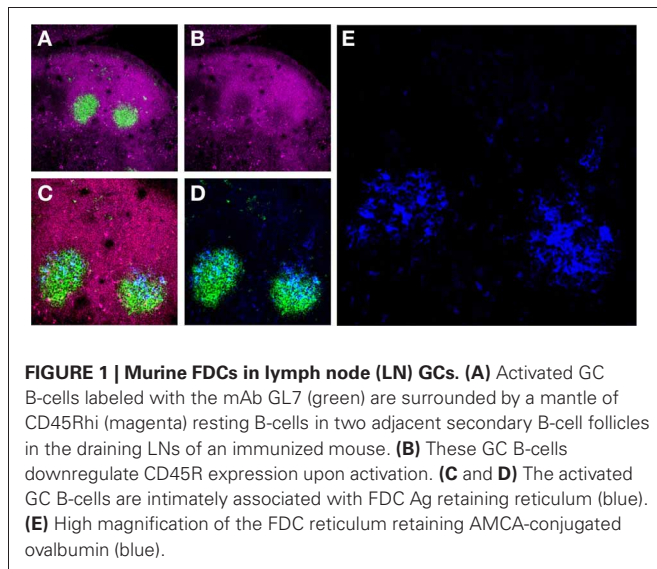 A
B
E
C
D
FIGURE 1 | Murine FDCs in lymph node (LN) GCs. (A) Activated GC
B-cells labeled with the mAb GL7 (green) are surrounded by a mantle of
CD45Rhi (magenta) resting B-cells in two adjacent secondary B-cell follicles
in the draining LNs of an immunized mouse. (B) These GC B-cells
downregulate CD45R expression upon activation. (C and D) The activated
GC B-cells are intimately associated with FDC Ag retaining reticulum (blue).
(E) High magnification of the FDC reticulum retaining AMCA-conjugated
ovalbumin (blue).